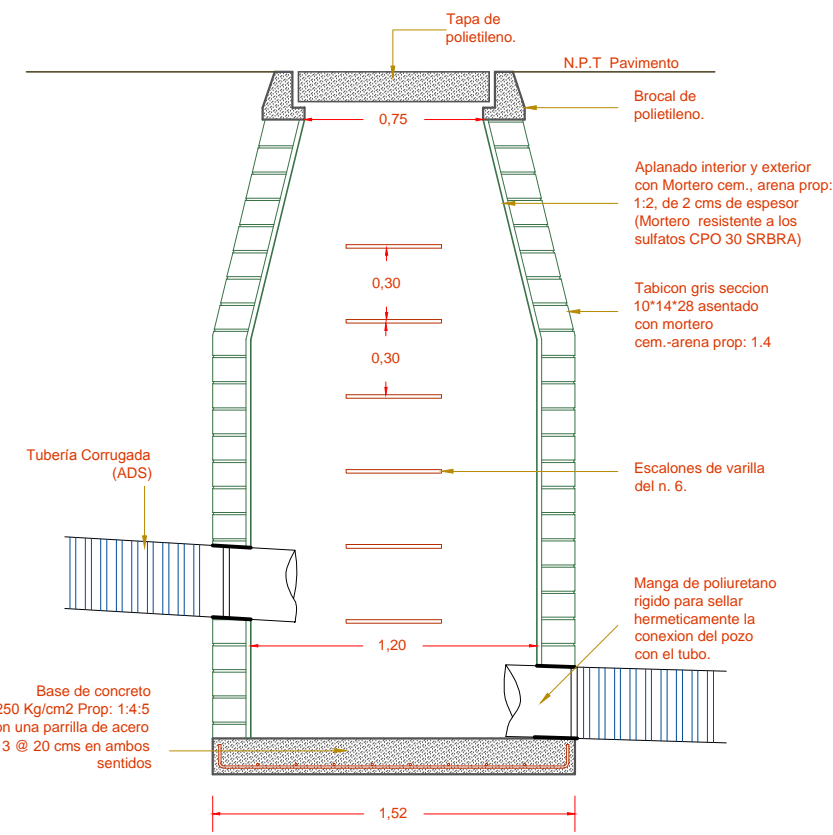 Tapa de
polietileno.
N.P.T Pavimento
Brocal de
polietileno.
0,75
Aplanado interior y exterior
con Mortero cem., arena prop:
1:2, de 2 cms de espesor
(Mortero resistente a los
sulfatos CPO 30 SRBRA)
0,30
Tabicon gris seccion
10*14*28 asentado
con mortero
cem.-arena prop: 1.4
0,30
Tubería Corrugada
(ADS)
Escalones de varilla
del n. 6.
Manga de poliuretano
rigido para sellar
hermeticamente la
conexion del pozo
con el tubo.
1,20
Base de concreto
250 Kg/cm2 Prop: 1:4:5
on una parrilla de acero
3 @ 20 cms en ambos
sentidos
1,52